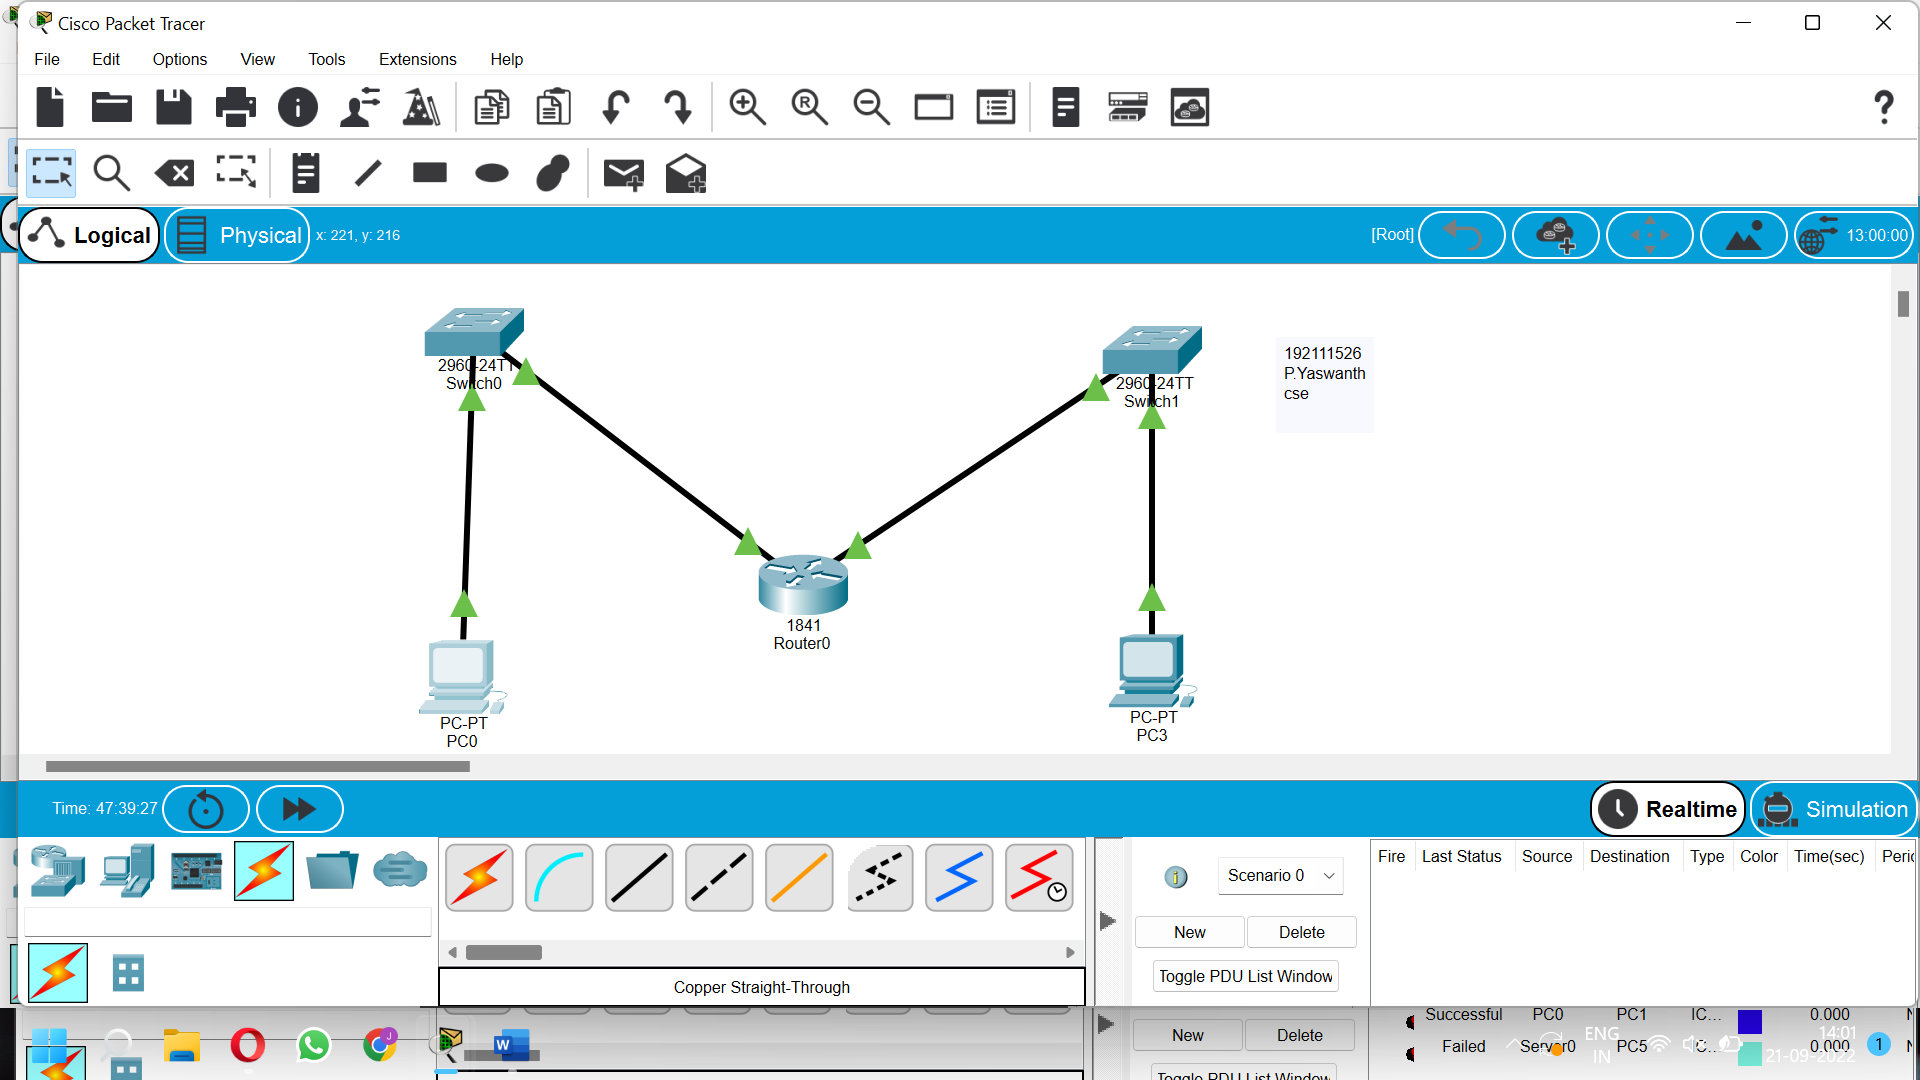 Cisco Packet Tracer
File Edit Options View Tools Extensions Help
Logical Physical x: 221, y: 216 [Root] 13:00:00
2960-24TT
Switch0
2960-24TT
Switch1
192111526
P.Yaswanth
cse
1841
Router0
PC-PT
PC0
PC-PT
PC3
Time: 47:39:27 Realtime Simulation
Fire Last Status Source Destination Type Color Time(sec)
Scenario 0
New Delete
Toggle PDU List Window
Copper Straight-Through
Successful PC0 PC1 IC... 0.000
New Delete
Failed Server0 PC5 0.000
Toggle PDU List Window
ENG
IN
14:01
21-09-2022
1